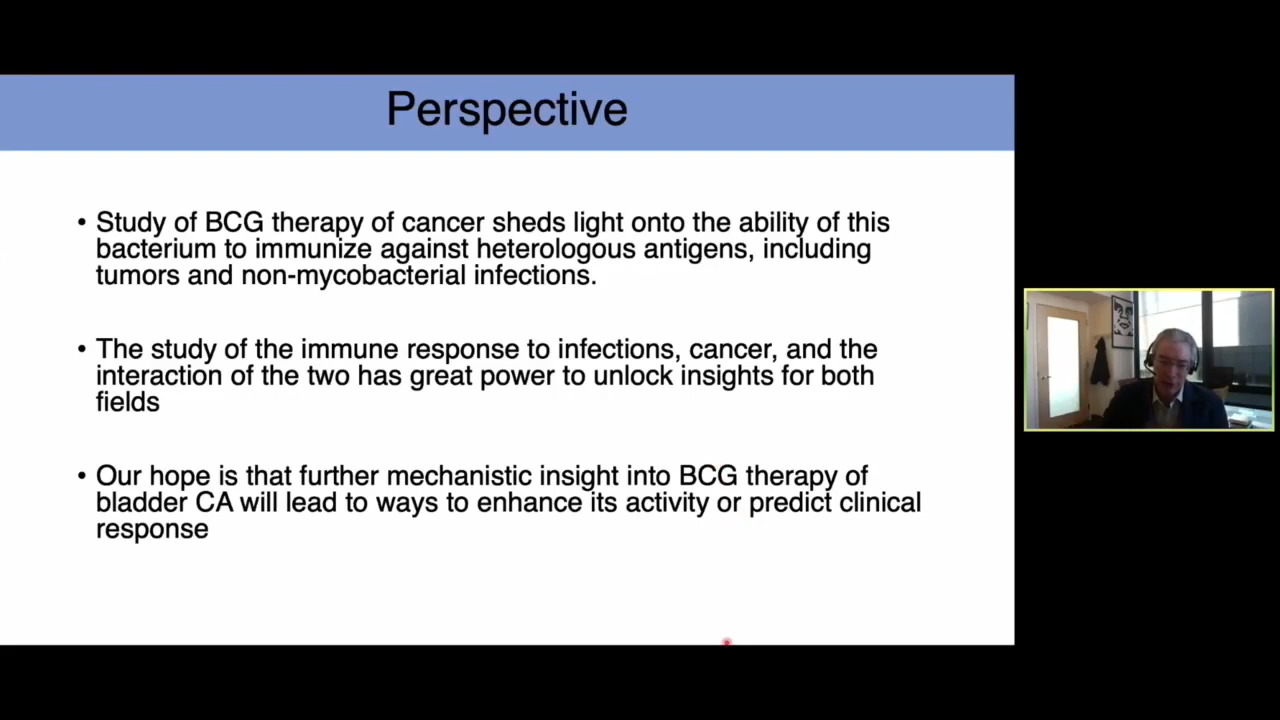 Perspective
• Study of BCG therapy of cancer sheds light onto the ability of this
bacterium to immunize against heterologous antigens, including
tumors and non-mycobacterial infections.
• The study of the immune response to infections, cancer, and the
interaction of the two has great power to unlock insights for both
fields
• Our hope is that further mechanistic insight into BCG therapy of
bladder CA will lead to ways to enhance its activity or predict clinical
response